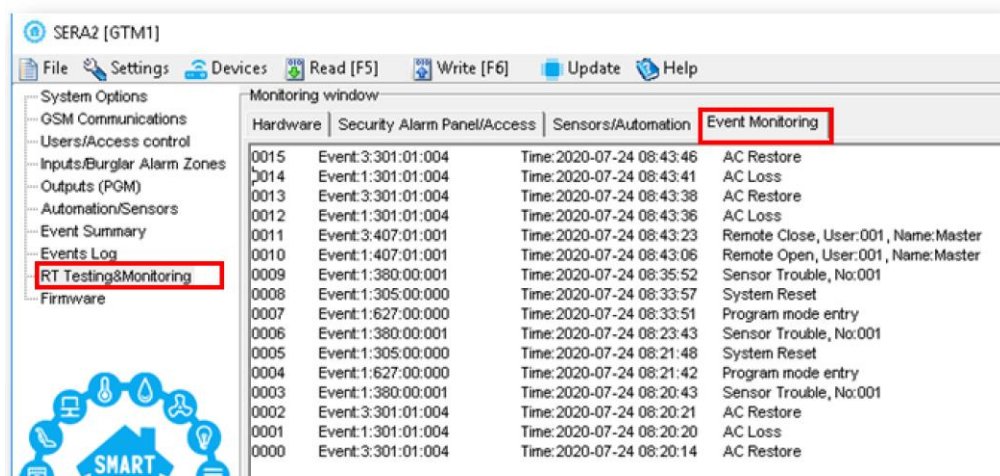 SERA2 [GTM1]
File Settings Devices Read [F5] Write [F6] Update Help
System Options
GSM Communications
Users/Access control
Inputs/Burglar Alarm Zones
Outputs (PGM)
Automation/Sensors
Event Summary
Events Log
RT Testing&Monitoring
Firmware
SMART
Monitoring window
Hardware Security Alarm Panel/Access Sensors/Automation Event Monitoring
0015 Event:3:301:01:004 Time:2020-07-24 08:43:46 AC Restore
0014 Event:1:301:01:004 Time:2020-07-24 08:43:41 AC Loss
0013 Event:3:301:01:004 Time:2020-07-24 08:43:38 AC Restore
0012 Event:1:301:01:004 Time:2020-07-24 08:43:36 AC Loss
0011 Event:3:407:01:001 Time:2020-07-24 08:43:23 Remote Close, User:001, Name:Master
0010 Event:1:407:01:001 Time:2020-07-24 08:43:06 Remote Open, User:001, Name:Master
0009 Event:1:380:00:001 Time:2020-07-24 08:35:52 Sensor Trouble, No:001
0008 Event:1:305:00:000 Time:2020-07-24 08:33:57 System Reset
0007 Event:1:627:00:000 Time:2020-07-24 08:33:51 Program mode entry
0006 Event:1:380:00:001 Time:2020-07-24 08:23:43 Sensor Trouble, No:001
0005 Event:1:305:00:000 Time:2020-07-24 08:21:48 System Reset
0004 Event:1:627:00:000 Time:2020-07-24 08:21:42 Program mode entry
0003 Event:1:380:00:001 Time:2020-07-24 08:20:43 Sensor Trouble, No:001
0002 Event:3:301:01:004 Time:2020-07-24 08:20:21 AC Restore
0001 Event:1:301:01:004 Time:2020-07-24 08:20:20 AC Loss
0000 Event:3:301:01:004 Time:2020-07-24 08:20:14 AC Restore